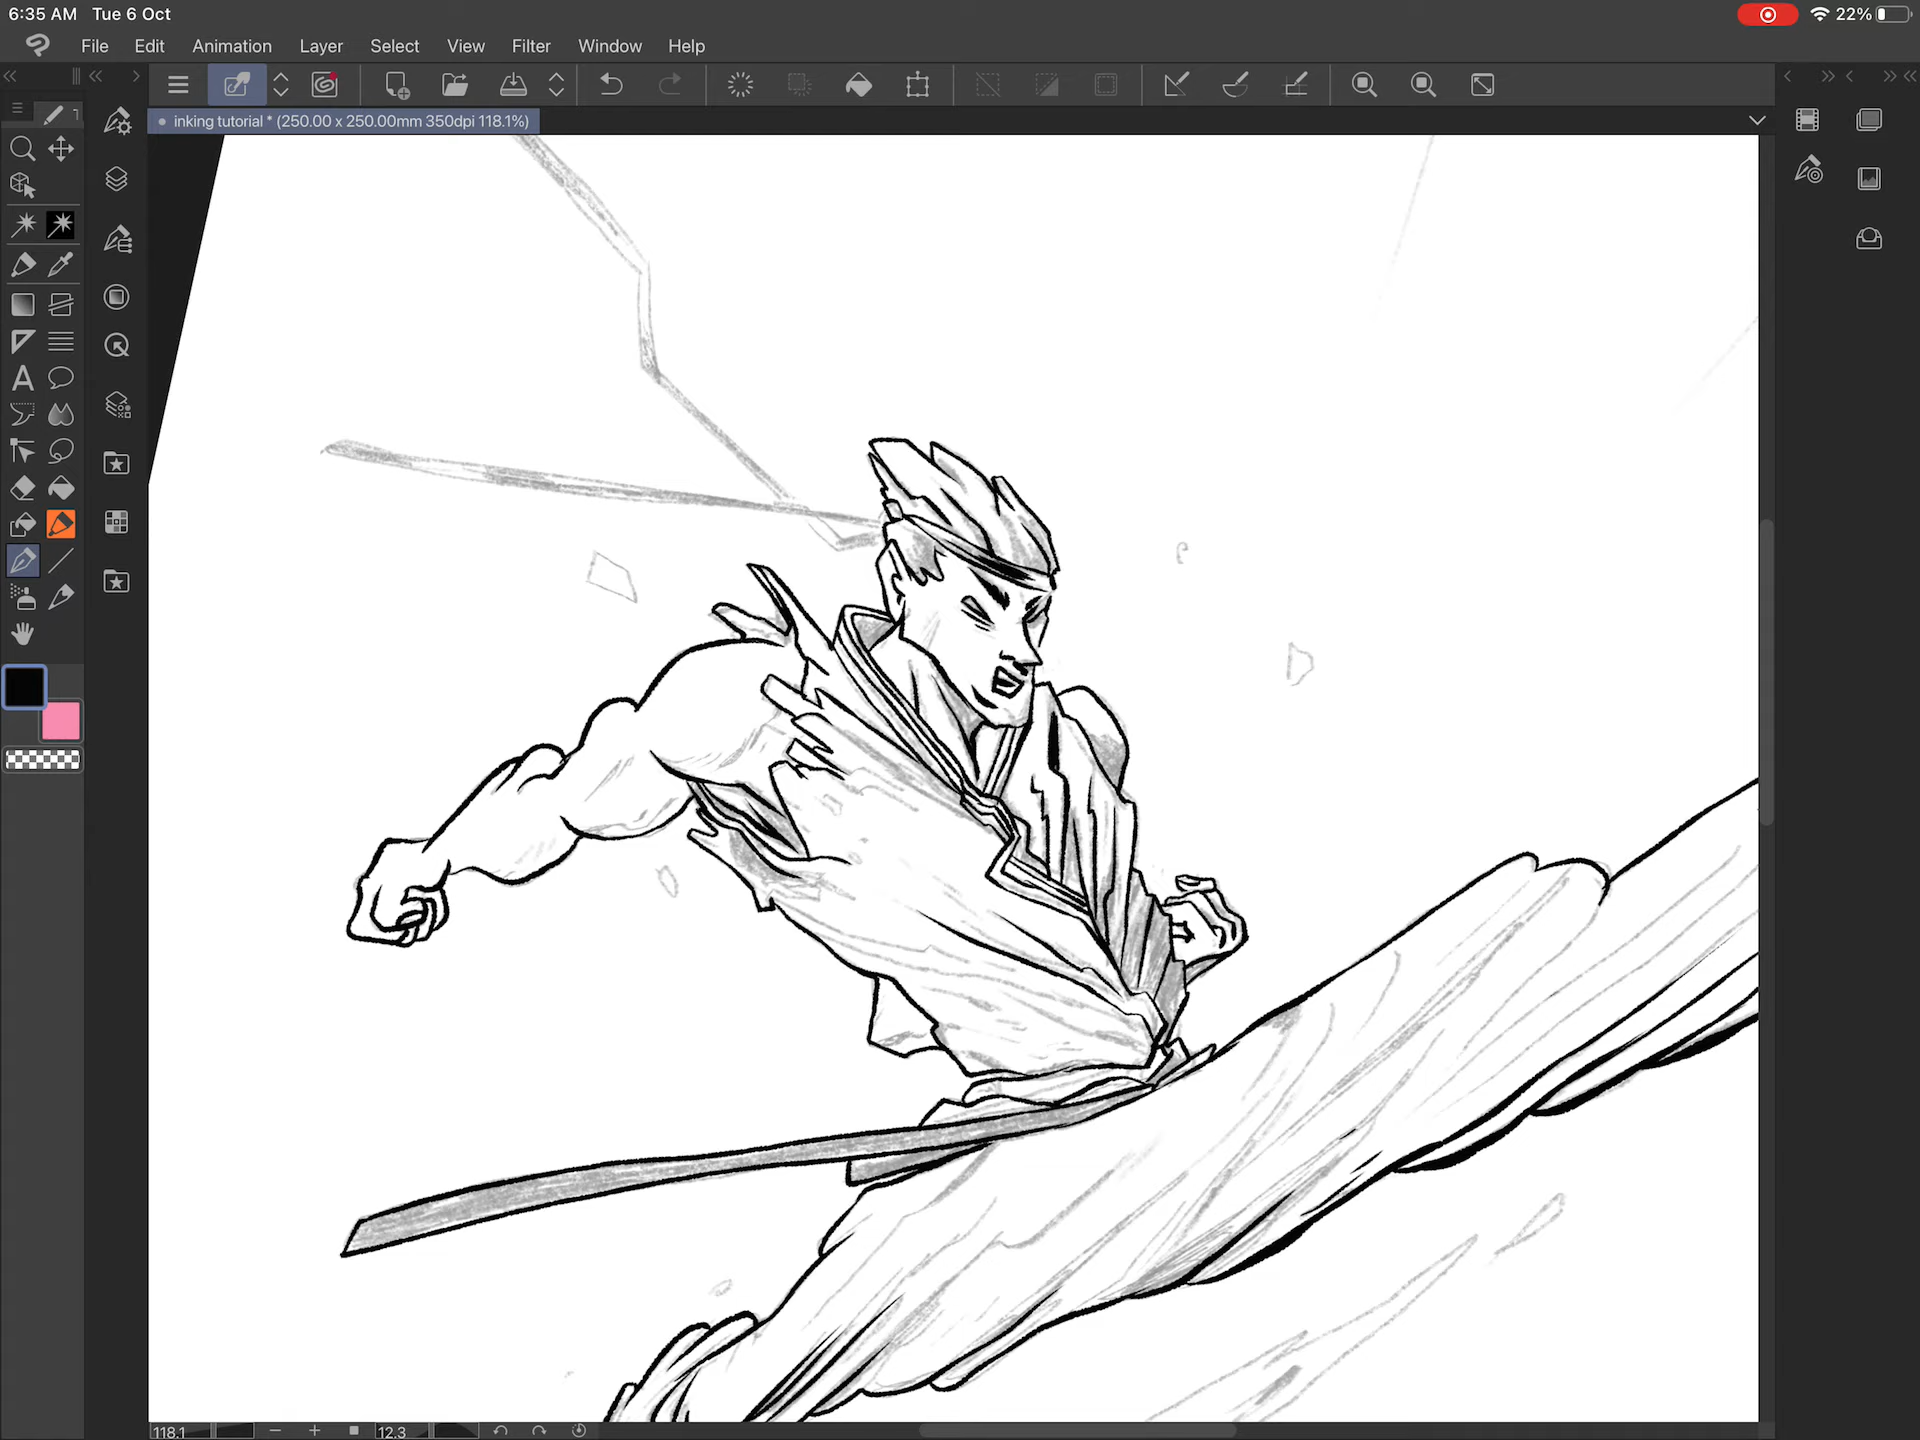 6:35 AM Tue 6 Oct 22%
File Edit Animation Layer Select View Filter Window Help
inking tutorial * (250.00 x 250.00mm 350dpi 118.1%)
118.1 12.3